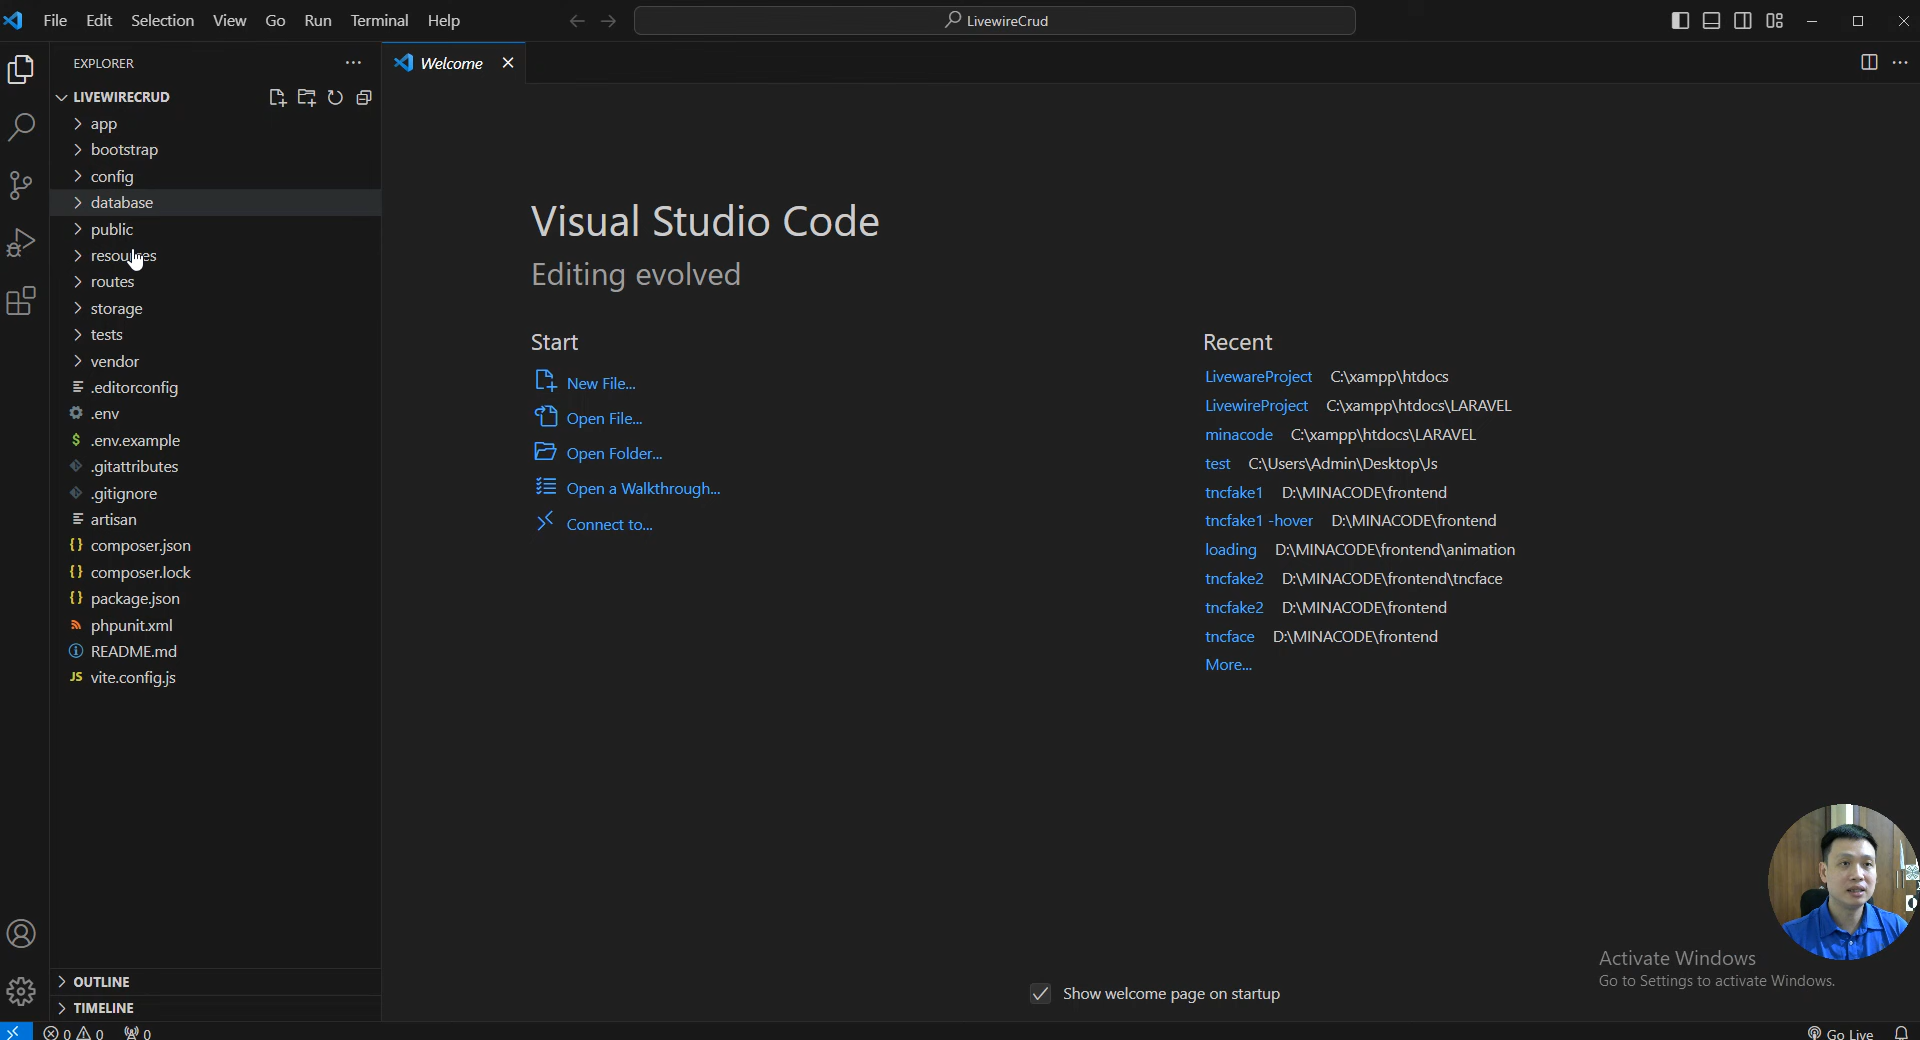 File Edit Selection View Go Run Terminal Help
LivewireCrud
EXPLORER
Welcome
LIVEWIRECRUD
app
bootstrap
config
database
public
resources
routes
storage
tests
vendor
.editorconfig
.env
.env.example
.gitattributes
.gitignore
artisan
composer.json
composer.lock
package.json
phpunit.xml
README.md
JS vite.config.js
OUTLINE
TIMELINE
Visual Studio Code
Editing evolved
Start
New File...
Open File...
Open Folder...
Open a Walkthrough...
Connect to...
Recent
LivewareProject C:\xampp\htdocs
LivewireProject C:\xampp\htdocs\LARAVEL
minacode C:\xampp\htdocs\LARAVEL
test C:\Users\Admin\Desktop\Js
tncfake1 D:\MINACODE\frontend
tncfake1 -hover D:\MINACODE\frontend
loading D:\MINACODE\frontend\animation
tncfake2 D:\MINACODE\frontend\tncface
tncfake2 D:\MINACODE\frontend
tncface D:\MINACODE\frontend
More...
Show welcome page on startup
Activate Windows
Go to Settings to activate Windows.
0 0 0
Go Live